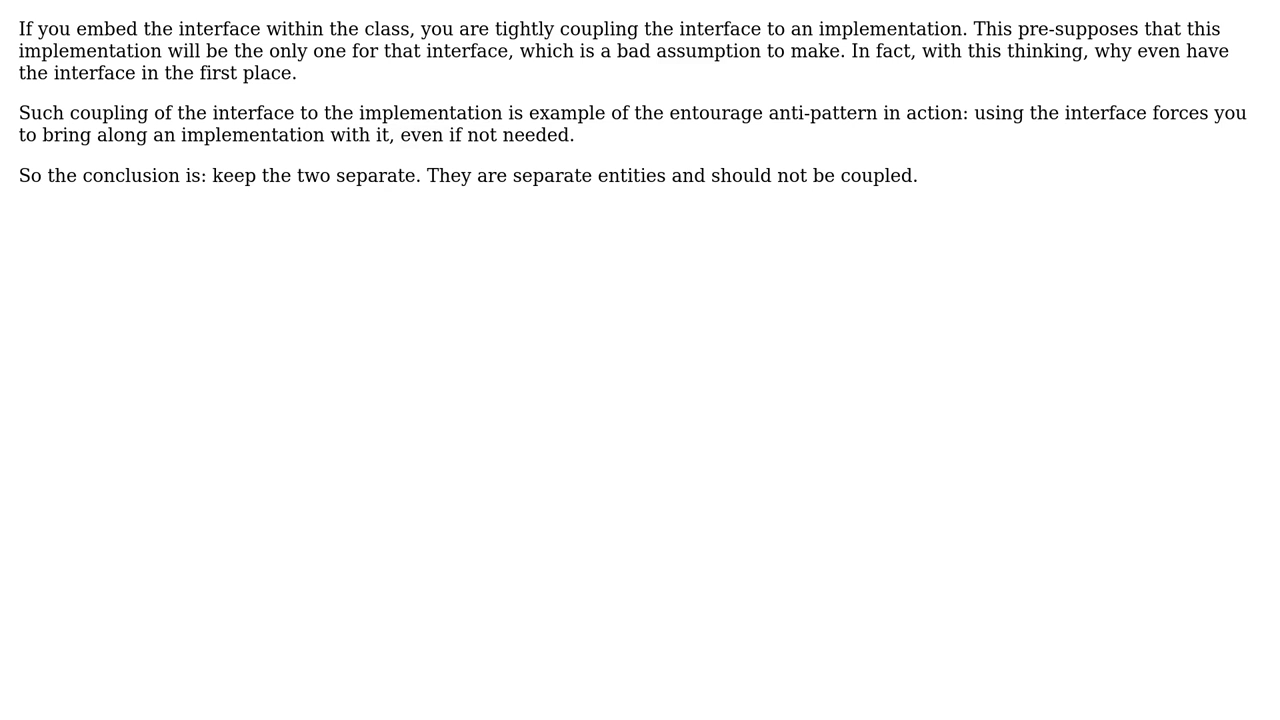 If you embed the interface within the class, you are tightly coupling the interface to an implementation. This pre-supposes that this
implementation will be the only one for that interface, which is a bad assumption to make. In fact, with this thinking, why even have
the interface in the first place.
Such coupling of the interface to the implementation is example of the entourage anti-pattern in action: using the interface forces you
to bring along an implementation with it, even if not needed.
So the conclusion is: keep the two separate. They are separate entities and should not be coupled.